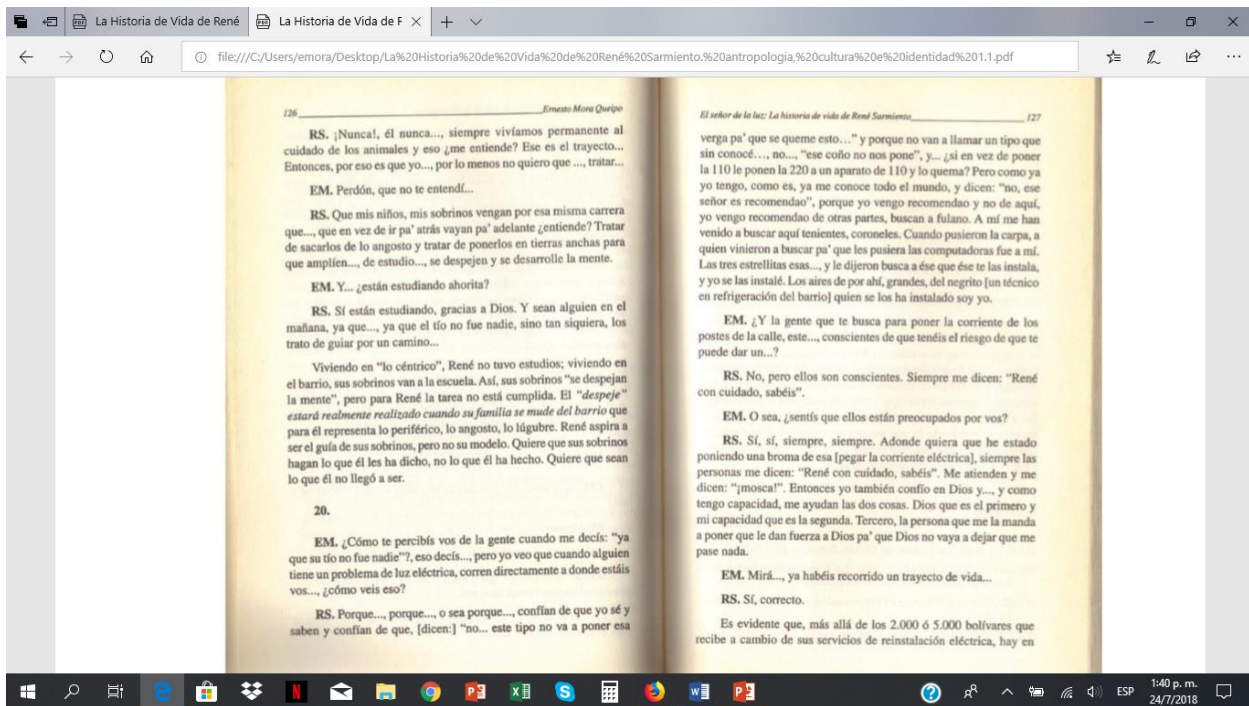 La Historia de Vida de René
La Historia de Vida de F
file:///C:/Users/emora/Desktop/La%20Historia%20de%20Vida%20de%20René%20Sarmiento.%20antropologia,%20cultura%20e%20identidad%201.1.pdf
126 Ernesto Mora Queipo
RS. ¡Nunca!, él nunca..., siempre vivíamos permanente al
cuidado de los animales y eso ¿me entiende? Ese es el trayecto...
Entonces, por eso es que yo..., por lo menos no quiero que ..., tratar...
EM. Perdón, que no te entendí...
RS. Que mis niños, mis sobrinos vengan por esa misma carrera
que..., que en vez de ir pa' atrás vayan pa' adelante ¿entiende? Tratar
de sacarlos de lo angosto y tratar de ponerlos en tierras anchas para
que amplíen..., de estudio..., se despejen y se desarrolle la mente.
EM. Y... ¿están estudiando ahorita?
RS. Sí están estudiando, gracias a Dios. Y sean alguien en el
mañana, ya que..., ya que el tío no fue nadie, sino tan siquiera, los
trato de guiar por un camino...
Viviendo en "lo céntrico", René no tuvo estudios; viviendo en
el barrio, sus sobrinos van a la escuela. Así, sus sobrinos "se despejan
la mente", pero para René la tarea no está cumplida. El "despeje"
estará realmente realizado cuando su familia se mude del barrio que
para él representa lo periférico, lo angosto, lo lúgubre. René aspira a
ser el guía de sus sobrinos, pero no su modelo. Quiere que sus sobrinos
hagan lo que él les ha dicho, no lo que él ha hecho. Quiere que sean
lo que él no llegó a ser.
20.
EM. ¿Cómo te percibís vos de la gente cuando me decís: "ya
que su tío no fue nadie"?, eso decís..., pero yo veo que cuando alguien
tiene un problema de luz eléctrica, corren directamente a donde estáis
vos..., ¿cómo veis eso?
RS. Porque..., porque..., o sea porque..., confían de que yo sé y
saben y confían de que, [dicen:] "no... este tipo no va a poner esa
El señor de la luz: La historia de vida de René Sarmiento 127
verga pa' que se queme esto..." y porque no van a llamar un tipo que
sin conocé..., no..., "ese coño no nos pone", y... ¿si en vez de poner
la 110 le ponen la 220 a un aparato de 110 y lo quema? Pero como ya
yo tengo, como es, ya me conoce todo el mundo, y dicen: "no, ese
señor es recomendao", porque yo vengo recomendao y no de aquí,
yo vengo recomendao de otras partes, buscan a fulano. A mí me han
venido a buscar aquí tenientes, coroneles. Cuando pusieron la carpa, a
quien vinieron a buscar pa' que les pusiera las computadoras fue a mí.
Las tres estrellitas esas..., y le dijeron busca a ése que ése te las instala,
y yo se las instalé. Los aires de por ahí, grandes, del negrito [un técnico
en refrigeración del barrio] quien se los ha instalado soy yo.
EM. ¿Y la gente que te busca para poner la corriente de los
postes de la calle, este..., conscientes de que tenéis el riesgo de que te
puede dar un...?
RS. No, pero ellos son conscientes. Siempre me dicen: "René
con cuidado, sabéis".
EM. O sea, ¿sentís que ellos están preocupados por vos?
RS. Sí, sí, siempre, siempre. Adonde quiera que he estado
poniendo una broma de esa [pegar la corriente eléctrica], siempre las
personas me dicen: "René con cuidado, sabéis". Me atienden y me
dicen: "¡mosca!". Entonces yo también confío en Dios y..., y como
tengo capacidad, me ayudan las dos cosas. Dios que es el primero y
mi capacidad que es la segunda. Tercero, la persona que me la manda
a poner que le dan fuerza a Dios pa' que Dios no vaya a dejar que me
pase nada.
EM. Mirá..., ya habéis recorrido un trayecto de vida...
RS. Sí, correcto.
Es evidente que, más allá de los 2.000 ó 5.000 bolívares que
recibe a cambio de sus servicios de reinstalación eléctrica, hay en
ESP
1:40 p. m.
24/7/2018